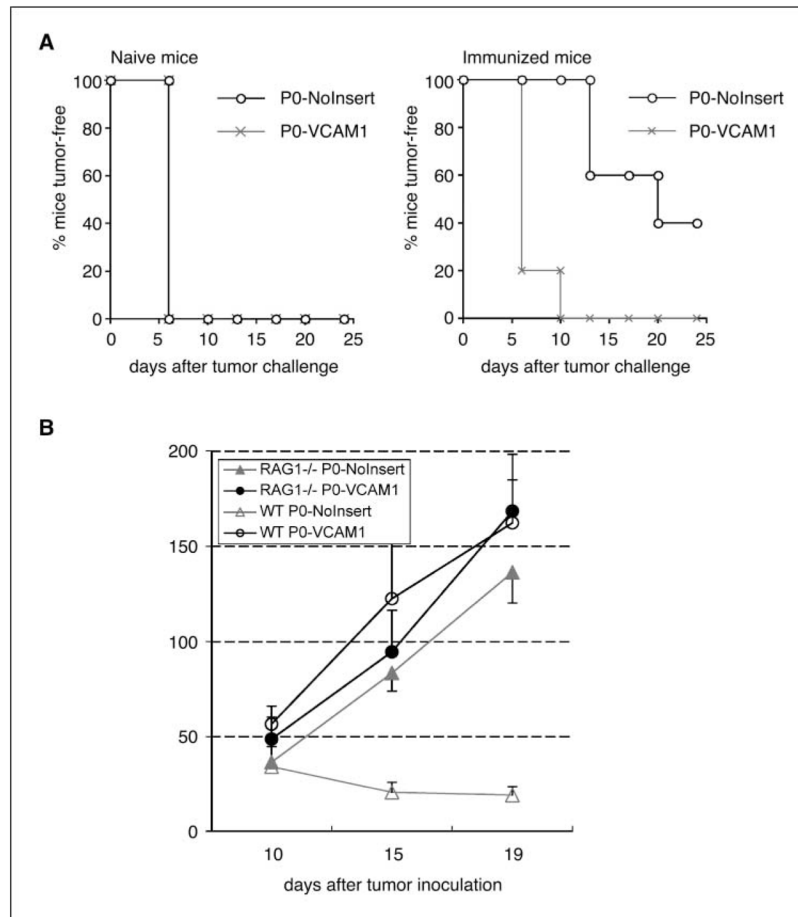 A
Naive mice
% mice tumor-free
100
80
60
40
20
0
0 5 10 15 20 25
days after tumor challenge
P0-NoInsert
P0-VCAM1
Immunized mice
% mice tumor-free
100
80
60
40
20
0
0 5 10 15 20 25
days after tumor challenge
P0-NoInsert
P0-VCAM1
B
200
150
100
50
0
RAG1-/- P0-NoInsert
RAG1-/- P0-VCAM1
WT P0-NoInsert
WT P0-VCAM1
10 15 19
days after tumor inoculation